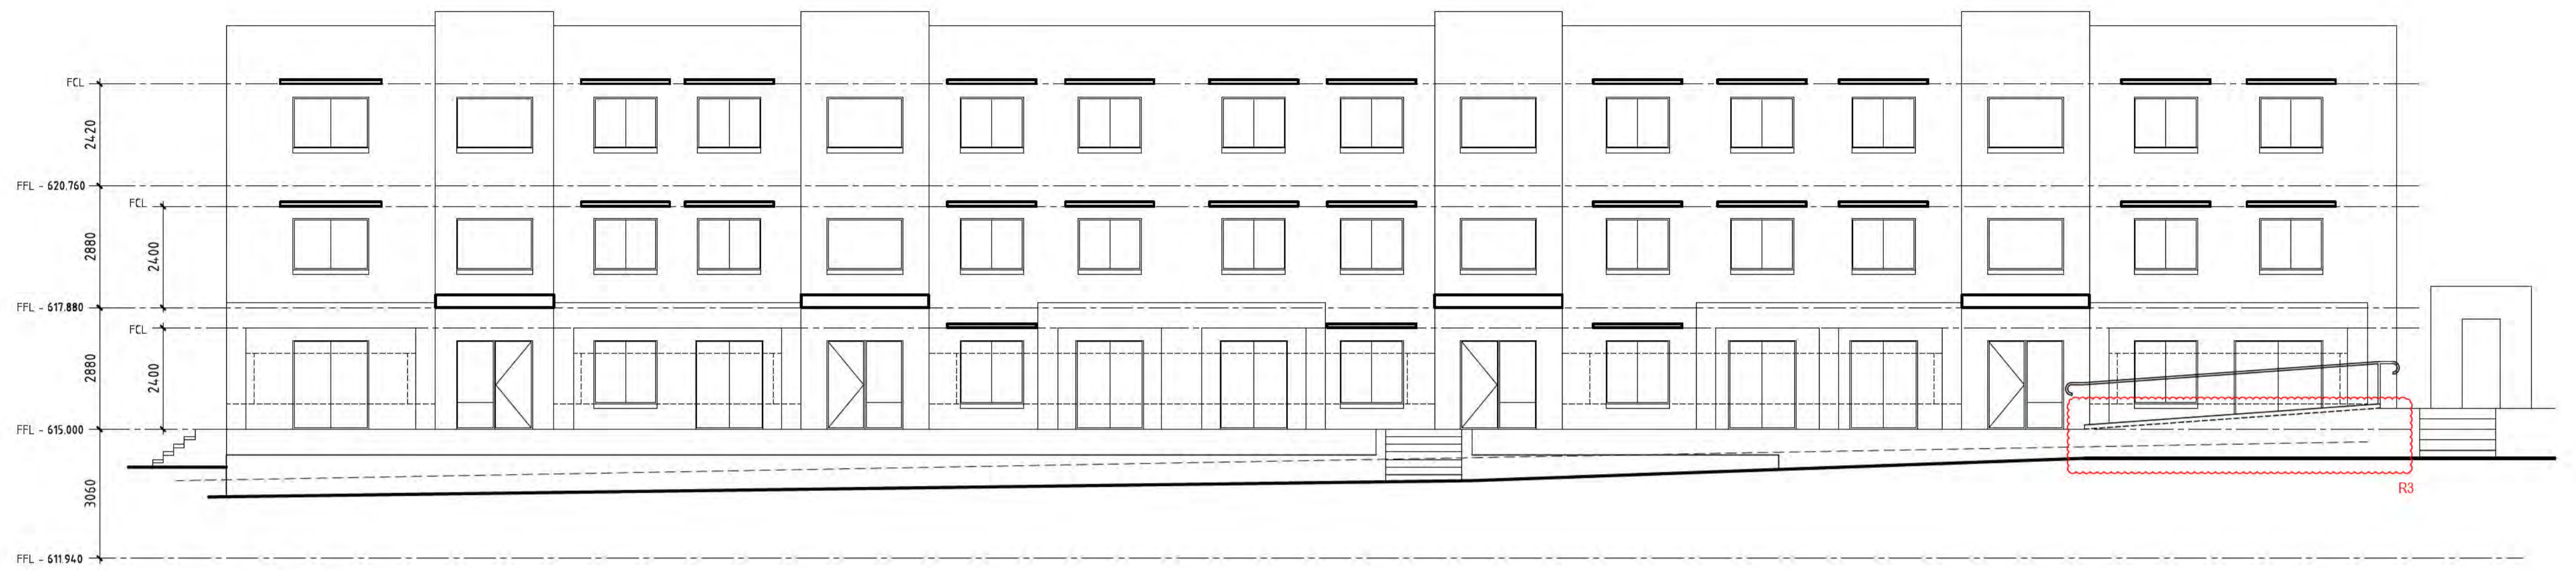 FCL
2420
FFL - 620.760
FCL
2880
2400
FFL - 617.880
FCL
2880
2400
FFL - 615.000
3060
R3
FFL - 611.940